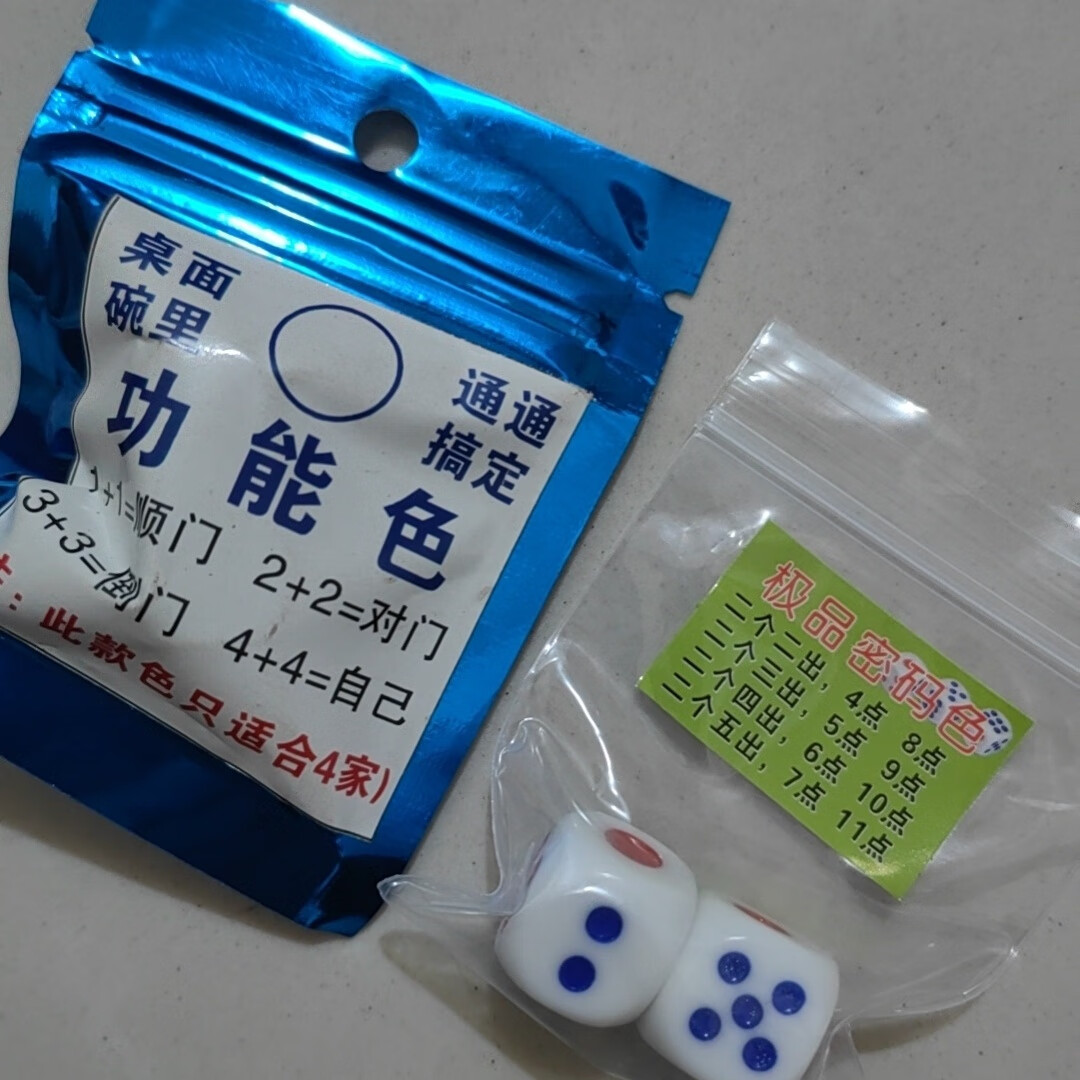 桌面
碗里
通通
搞定
功能色
1+1=顺门 2+2=对门
3+3=倒门 4+4=自己
：此款色只适合4家)
极品密码色
二个二出，4点 8点
二个三出，5点 9点
二个四出，6点 10点
二个五出，7点 11点